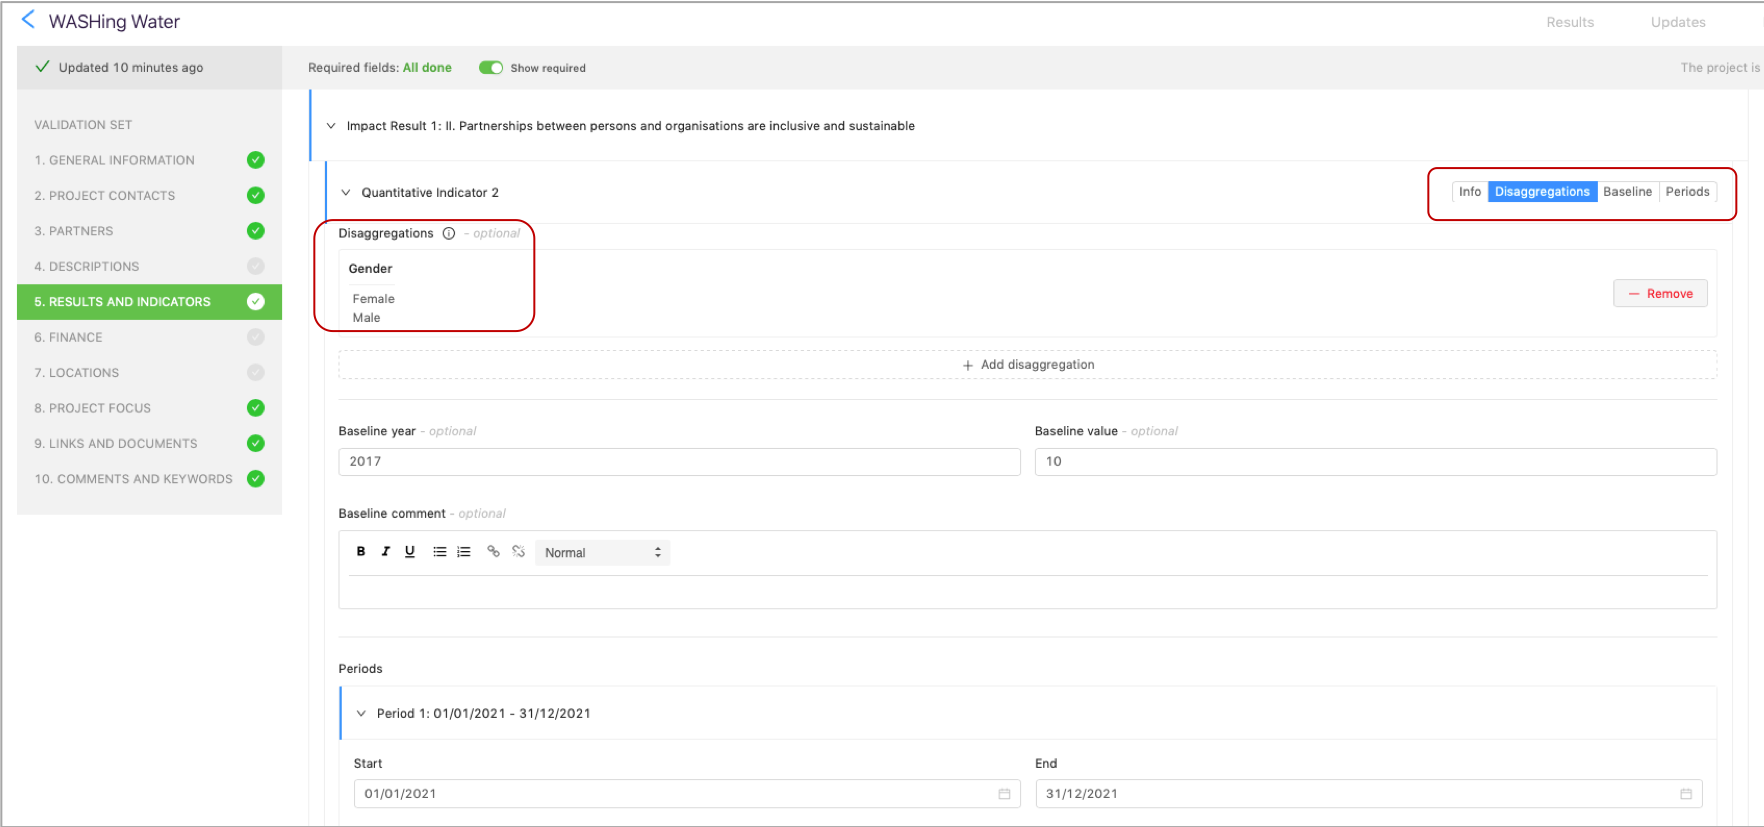 WASHing Water
Results Updates
Updated 10 minutes ago
Required fields: All done Show required
The project is
VALIDATION SET
1. GENERAL INFORMATION
2. PROJECT CONTACTS
3. PARTNERS
4. DESCRIPTIONS
5. RESULTS AND INDICATORS
6. FINANCE
7. LOCATIONS
8. PROJECT FOCUS
9. LINKS AND DOCUMENTS
10. COMMENTS AND KEYWORDS
Impact Result 1: II. Partnerships between persons and organisations are inclusive and sustainable
Quantitative Indicator 2
Info Disaggregations Baseline Periods
Disaggregations - optional
Gender
Female
Male
Remove
+ Add disaggregation
Baseline year - optional
2017
Baseline value - optional
10
Baseline comment - optional
B I U Normal
Periods
Period 1: 01/01/2021 - 31/12/2021
Start
01/01/2021
End
31/12/2021